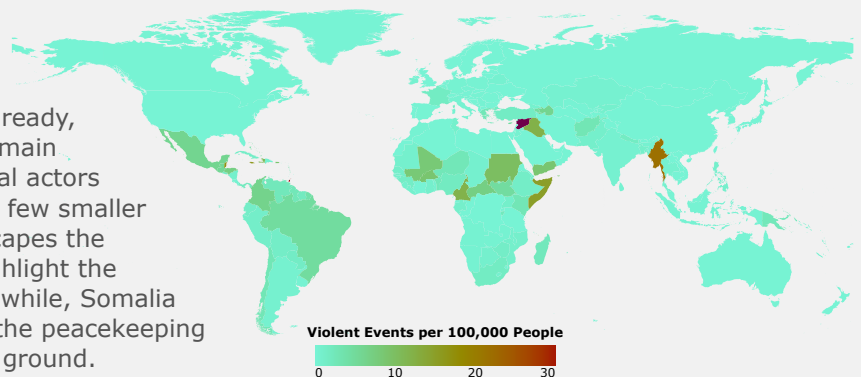 ready,
main
al actors
few smaller
capes the
hlight the
while, Somalia
the peacekeeping
ground.
Violent Events per 100,000 People
0 10 20 30